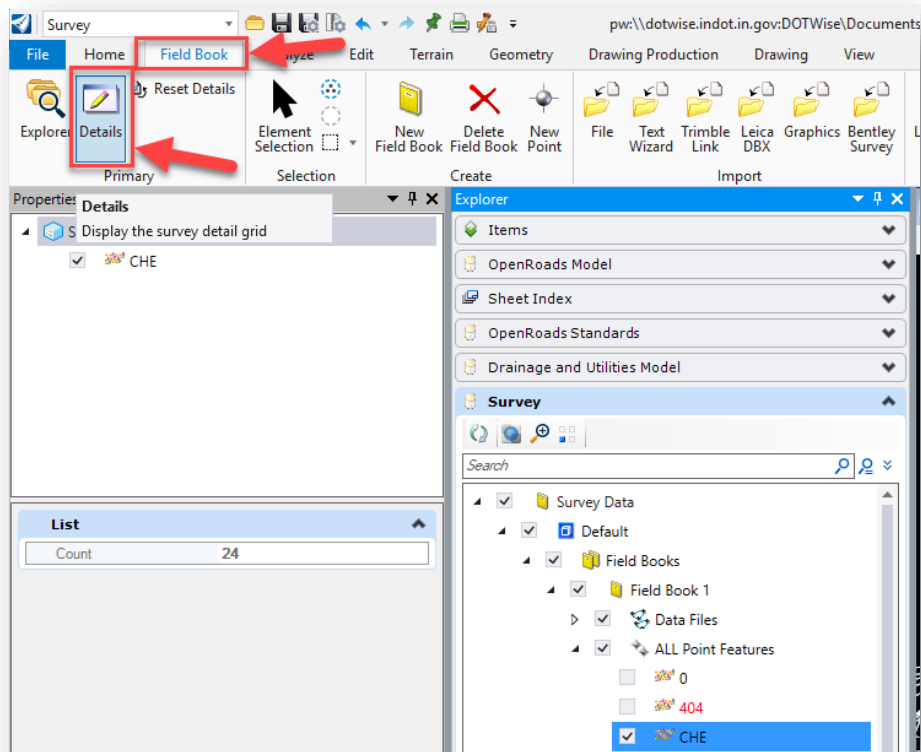 Survey
pw:\\dotwise.indot.in.gov:DOTWise\Documents
File Home Field Book Edit Terrain Geometry Drawing Production Drawing View
Reset Details
Explorer Details Element Selection New Field Book Delete Field Book New Point File Text Wizard Trimble Link Leica DBX Graphics Bentley Survey
Primary Selection Create Import
Properties
Explorer
Details
Display the survey detail grid
CHE
Items
OpenRoads Model
Sheet Index
OpenRoads Standards
Drainage and Utilities Model
Survey
Search
Survey Data
Default
Field Books
Field Book 1
Data Files
ALL Point Features
0
404
CHE
List
Count 24